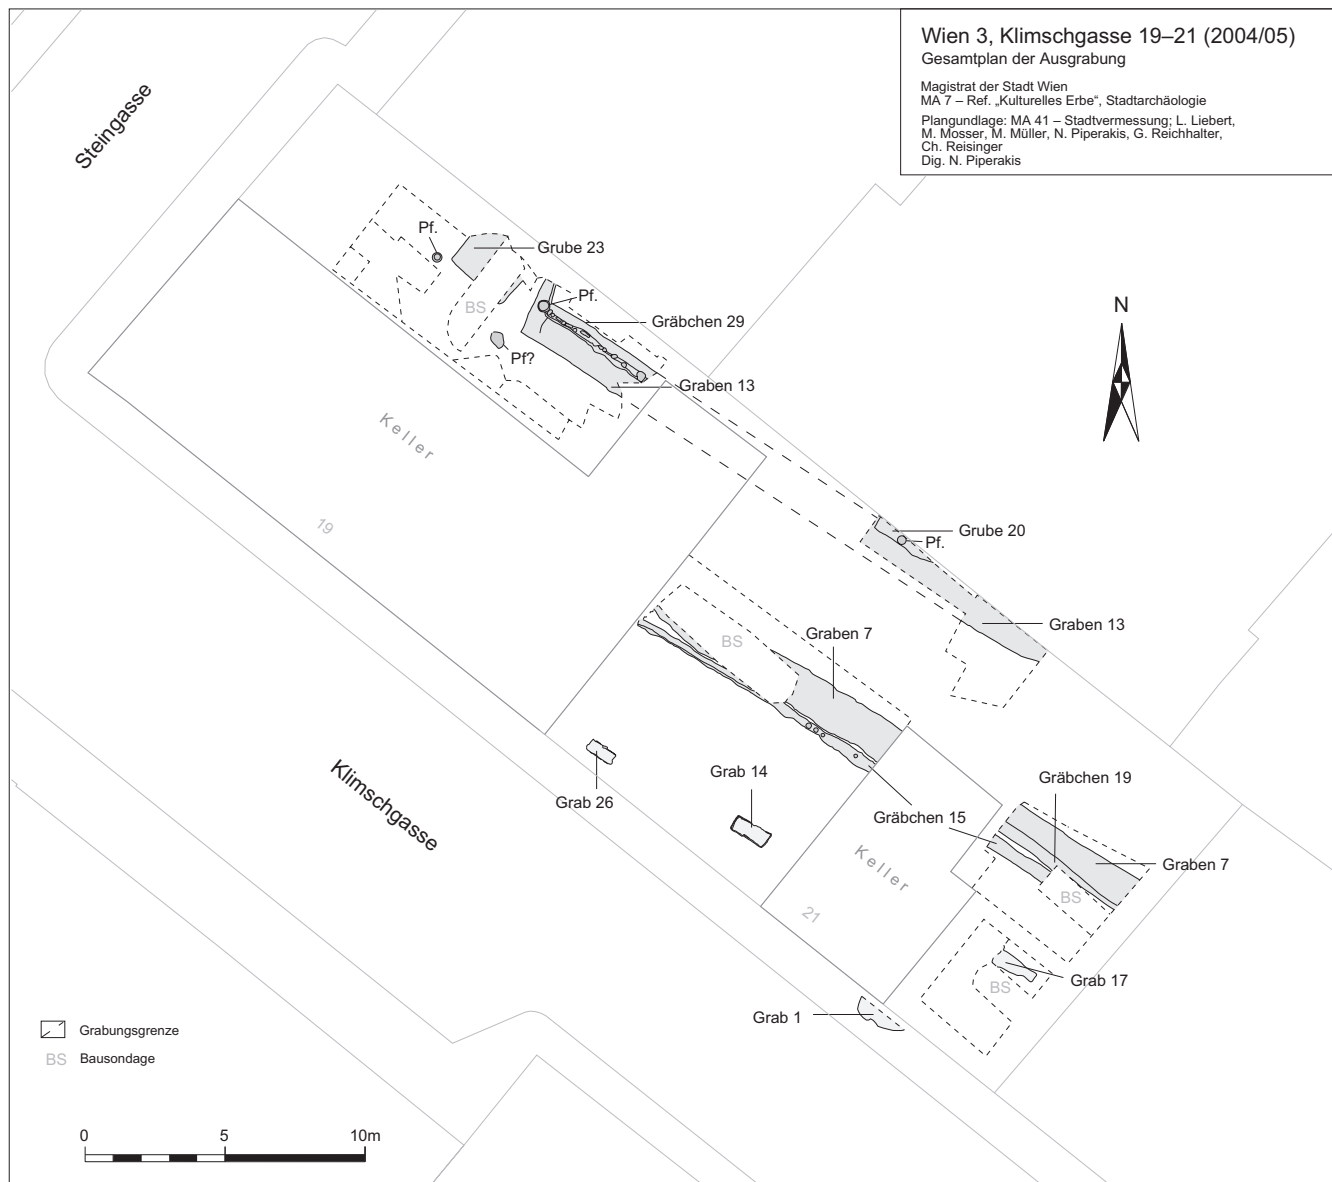 Wien 3, Klimschgasse 19–21 (2004/05)
Gesamtplan der Ausgrabung
Magistrat der Stadt Wien
MA 7 – Ref. „Kulturelles Erbe“, Stadtarchäologie
Plangundlage: MA 41 – Stadtvermessung; L. Liebert,
M. Mosser, M. Müller, N. Piperakis, G. Reichhalter,
Ch. Reisinger
Dig. N. Piperakis
Steingasse
Pf.
Grube 23
BS
Pf.
Gräbchen 29
Pf?
Graben 13
N
Keller
19
Grube 20
Pf.
Graben 13
BS
Graben 7
Grab 26
Grab 14
Klimschgasse
Gräbchen 19
Gräbchen 15
Keller
Graben 7
BS
21
Grab 17
BS
Grab 1
Grabungsgrenze
BS Bausondage
0 5 10m